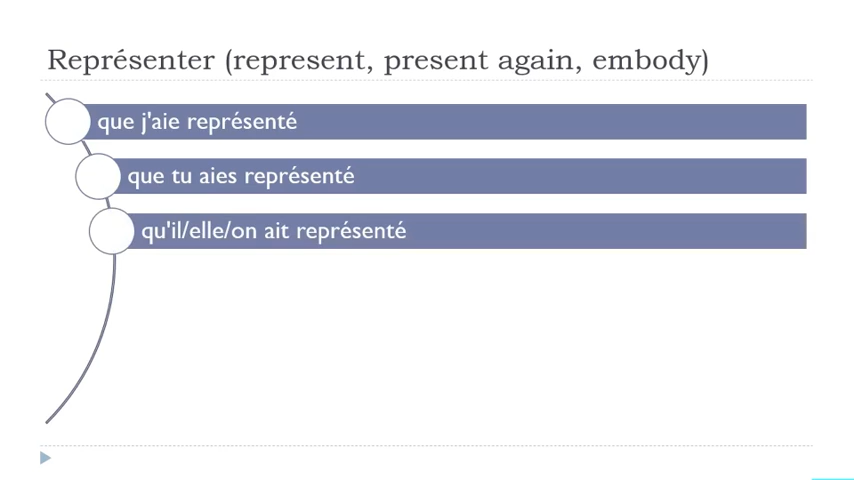 Représenter (represent, present again, embody)
que j'aie représenté
que tu aies représenté
qu'il/elle/on ait représenté